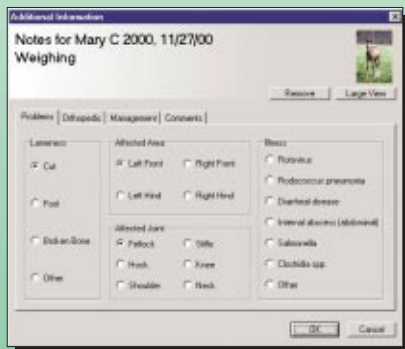 Additional Information
Notes for Mary C 2000, 11/27/00
Weighing
Remove
Large View
Problems
Orthopedic
Management
Comments
Lameness
Cut
Foot
Broken Bone
Other
Affected Area
Left Front
Right Front
Left Hind
Right Hind
Affected Joint
Fetlock
Stifle
Hock
Knee
Shoulder
Neck
Illness
Rotavirus
Rhodococcus pneumonia
Diarrheal disease
Internal abscess (abdominal)
Salmonella
Clostridia spp.
Other
OK
Cancel